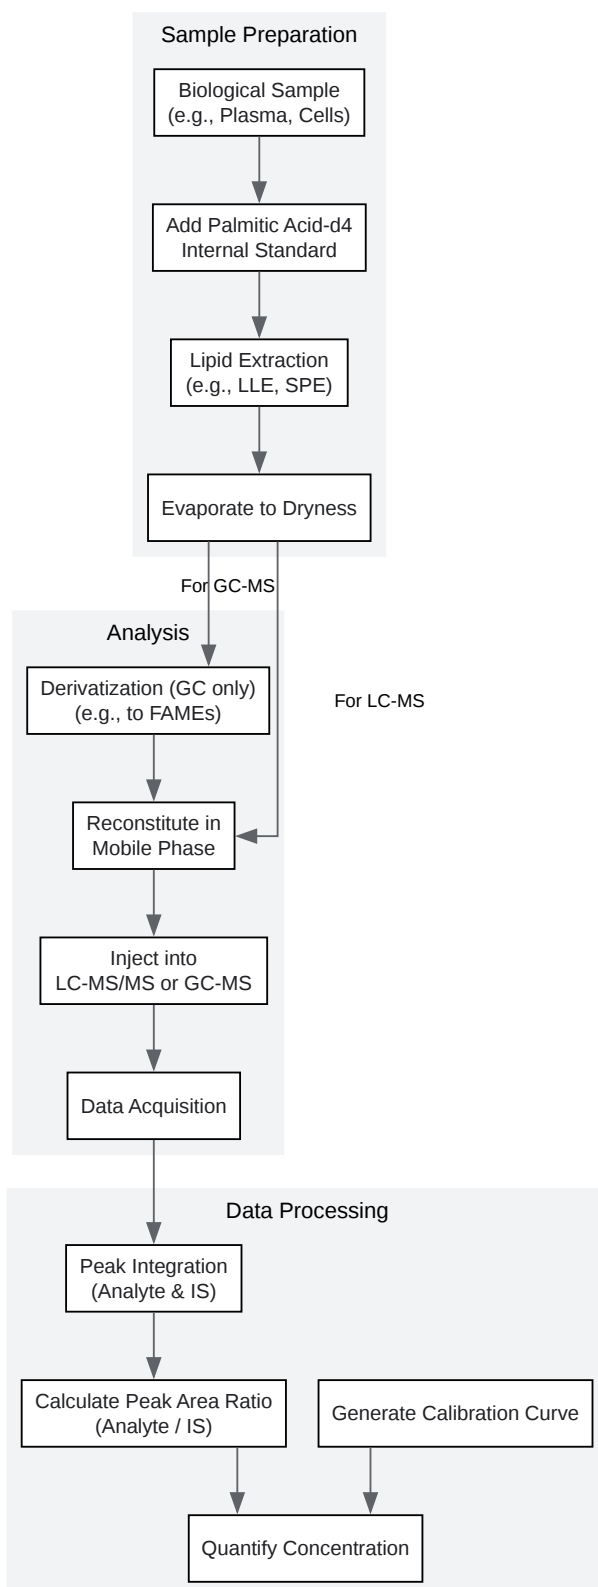 Sample Preparation
Biological Sample
(e.g., Plasma, Cells)
Add Palmitic Acid-d4
Internal Standard
Lipid Extraction
(e.g., LLE, SPE)
Evaporate to Dryness
For GC-MS
Analysis
Derivatization (GC only)
(e.g., to FAMEs)
For LC-MS
Reconstitute in
Mobile Phase
Inject into
LC-MS/MS or GC-MS
Data Acquisition
Data Processing
Peak Integration
(Analyte & IS)
Calculate Peak Area Ratio
(Analyte / IS)
Generate Calibration Curve
Quantify Concentration